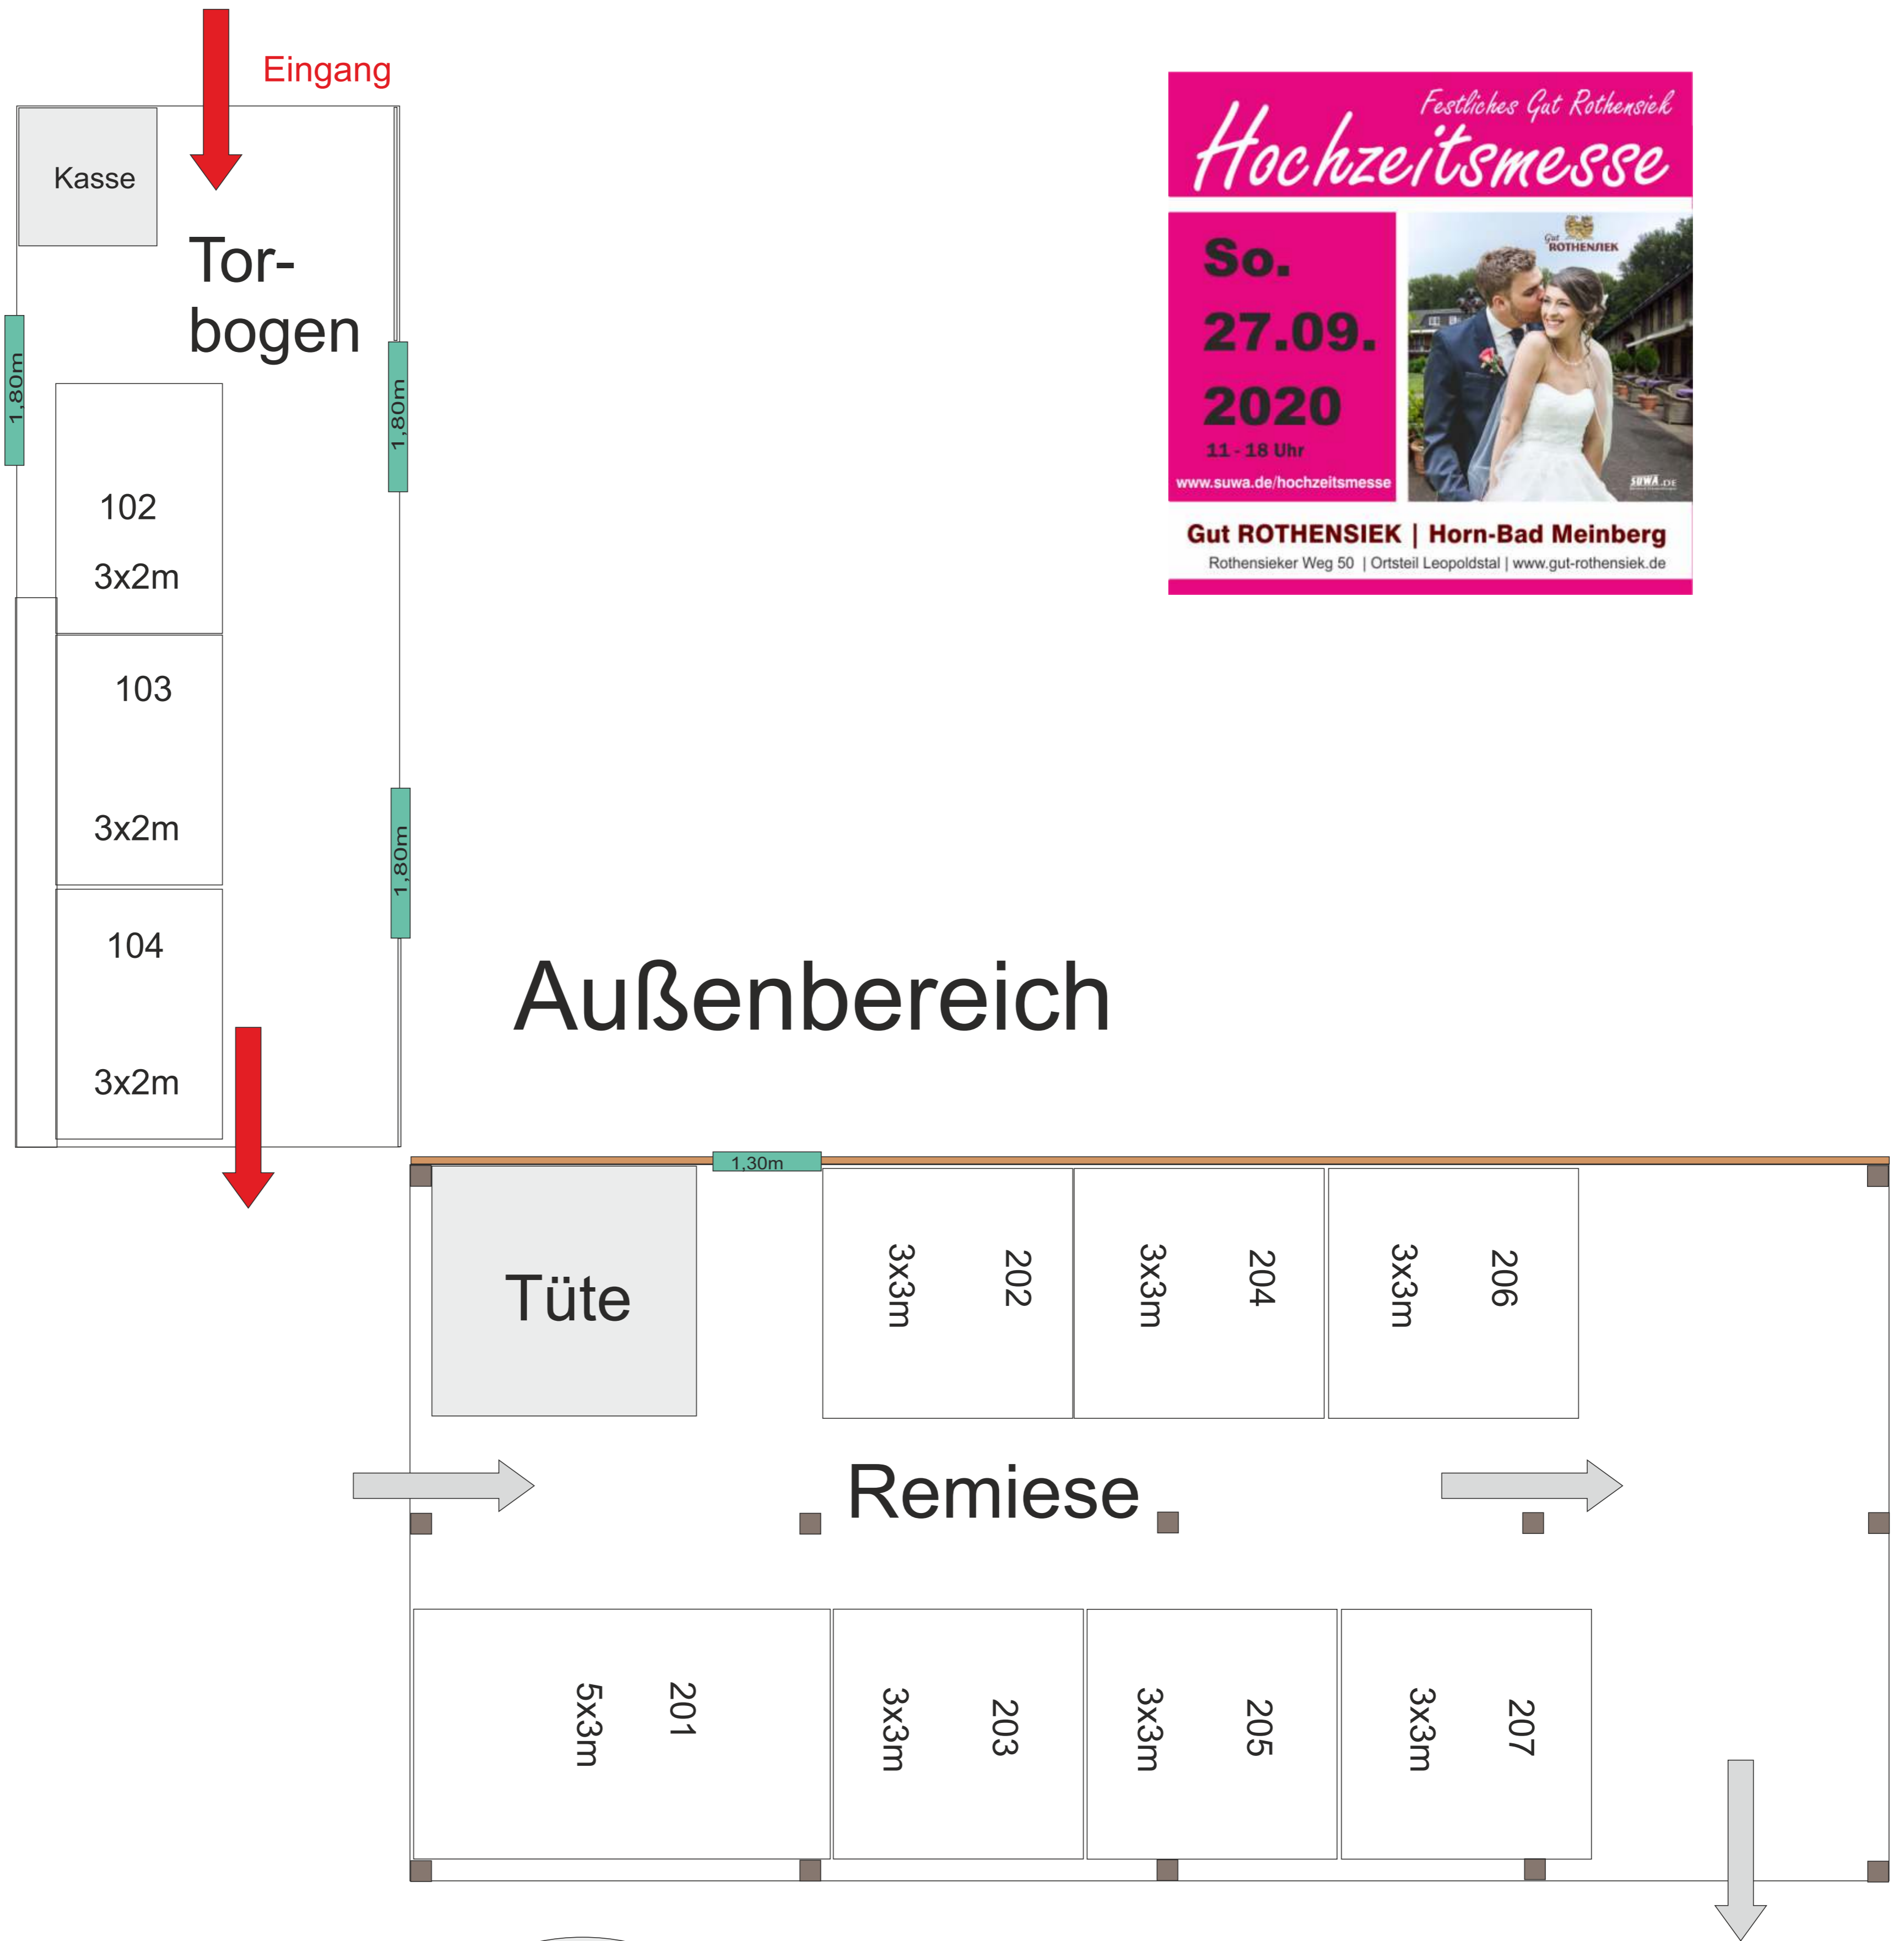 Eingang
Kasse
Tor-
bogen
1,80m
1,80m
102
3x2m
103
3x2m
1,80m
104
3x2m
Festliches Gut Rothensiek
Hochzeitsmesse
So.
27.09.
2020
11 - 18 Uhr
www.suwa.de/hochzeitsmesse
Gut
ROTHENSIEK
SUWA.DE
Gut ROTHENSIEK | Horn-Bad Meinberg
Rothensieker Weg 50 | Ortsteil Leopoldstal | www.gut-rothensiek.de
Außenbereich
1,30m
Tüte
202
3x3m
204
3x3m
206
3x3m
Remiese
201
5x3m
203
3x3m
205
3x3m
207
3x3m